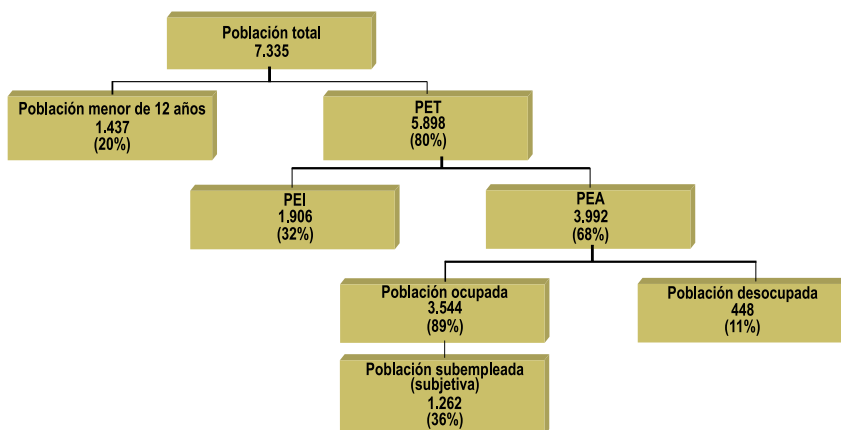 Población total
7.335
Población menor de 12 años
1.437
(20%)
PET
5.898
(80%)
PEI
1.906
(32%)
PEA
3.992
(68%)
Población ocupada
3.544
(89%)
Población desocupada
448
(11%)
Población subempleada
(subjetiva)
1.262
(36%)